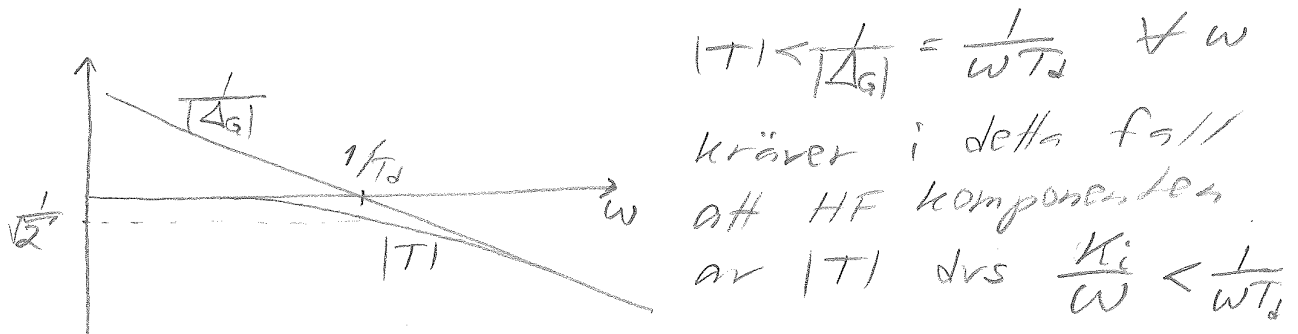 1/|Δ_G|
1/T_d
ω
1/√2
|T|
|T| < 1/|Δ_G| = 1/(ωT_d) ∀ ω
kräver i detta fall
att HF komponenten
av |T| dvs K_i/ω < 1/(ωT_d)